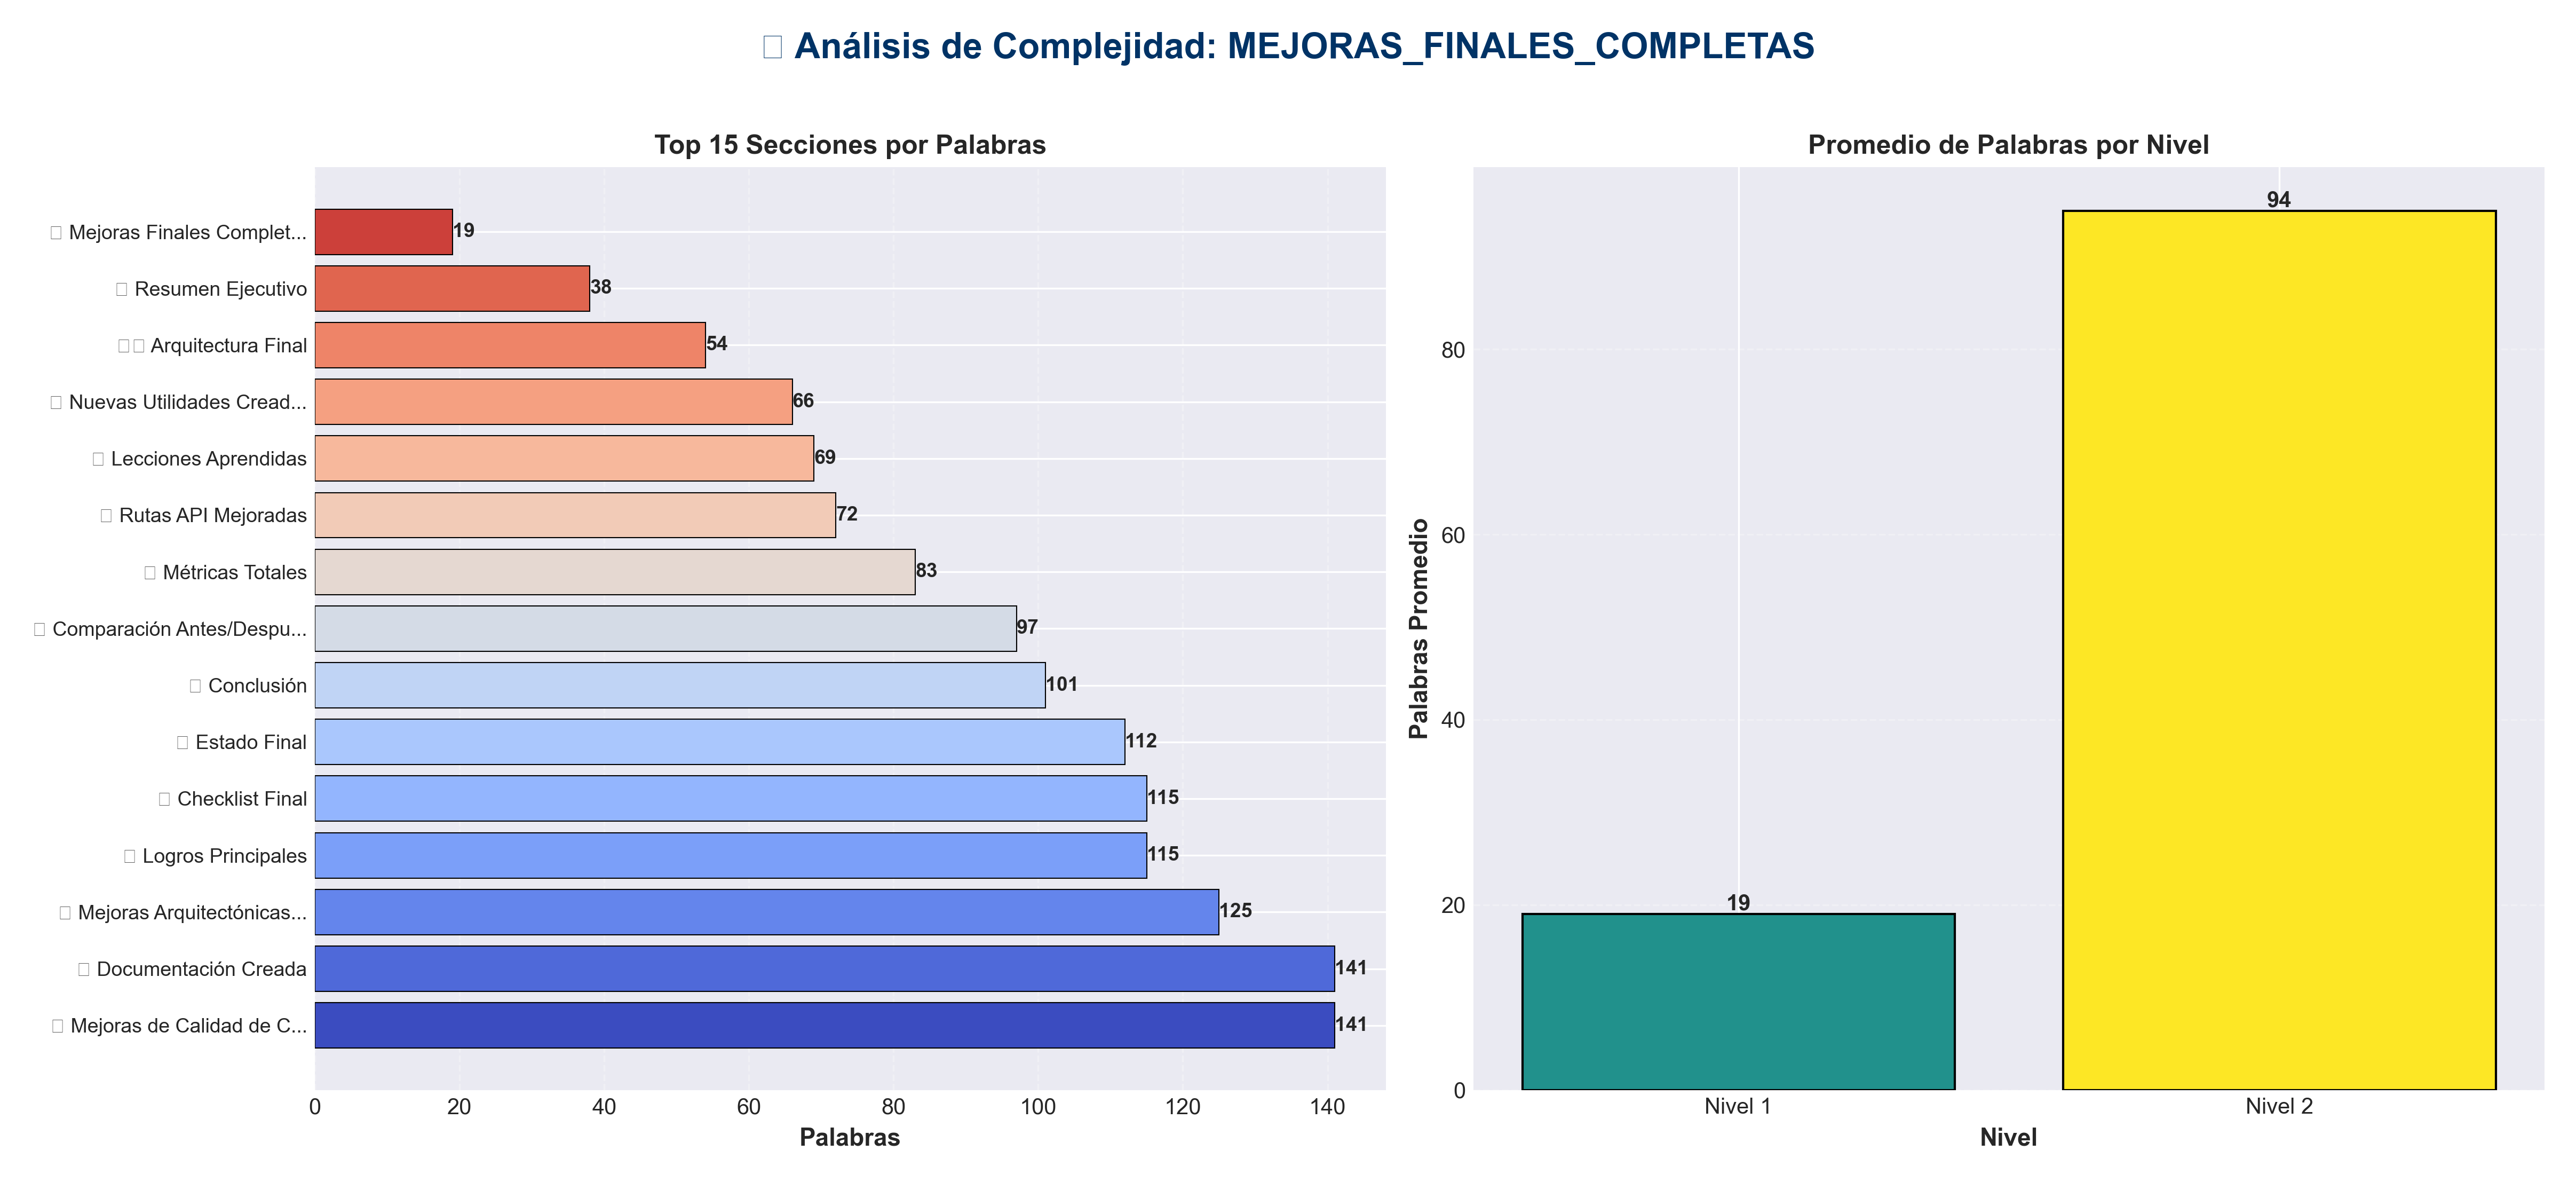 Análisis de Complejidad: MEJORAS_FINALES_COMPLETAS
Top 15 Secciones por Palabras
Mejoras Finales Complet... 19
Resumen Ejecutivo 38
Arquitectura Final 54
Nuevas Utilidades Cread... 66
Lecciones Aprendidas 69
Rutas API Mejoradas 72
Métricas Totales 83
Comparación Antes/Despu... 97
Conclusión 101
Estado Final 112
Checklist Final 115
Logros Principales 115
Mejoras Arquitectónicas... 125
Documentación Creada 141
Mejoras de Calidad de C... 141
0 20 40 60 80 100 120 140
Palabras
Promedio de Palabras por Nivel
Palabras Promedio
80
60
40
20
0
19
94
Nivel 1 Nivel 2
Nivel